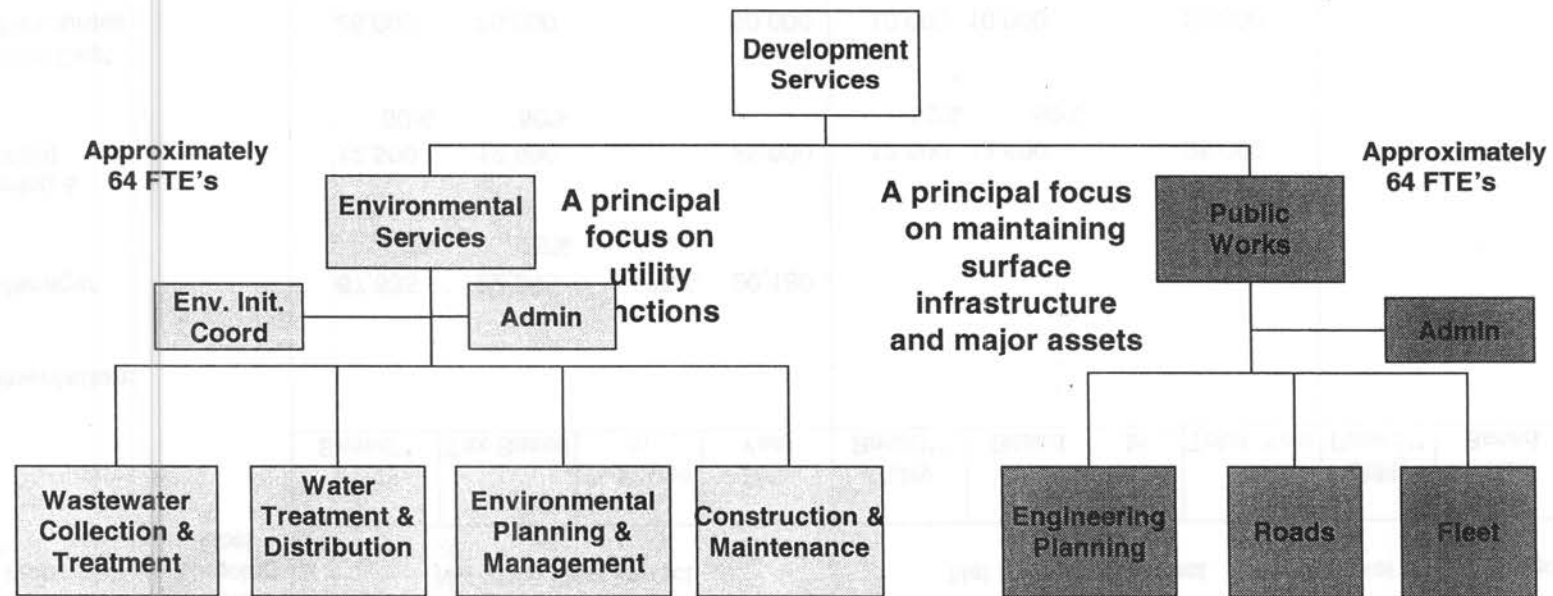 Development
Services
Approximately
64 FTE's
Environmental
Services
A principal
focus on
utility
nctions
A principal focus
on maintaining
surface
infrastructure
and major assets
Public
Works
Approximately
64 FTE's
Env. Init.
Coord
Admin
Admin
Wastewater
Collection &
Treatment
Water
Treatment &
Distribution
Environmental
Planning &
Management
Construction &
Maintenance
Engineering
Planning
Roads
Fleet